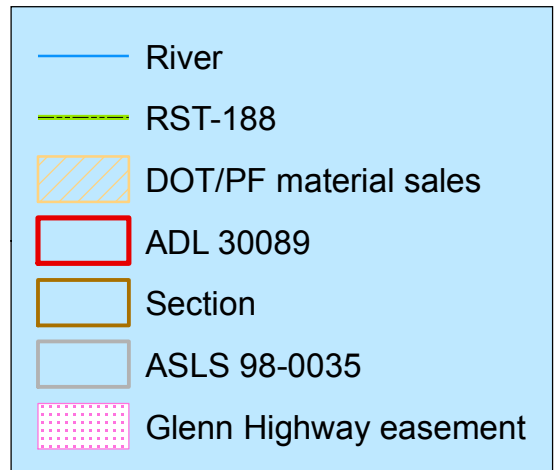 River
RST-188
DOT/PF material sales
ADL 30089
Section
ASLS 98-0035
Glenn Highway easement